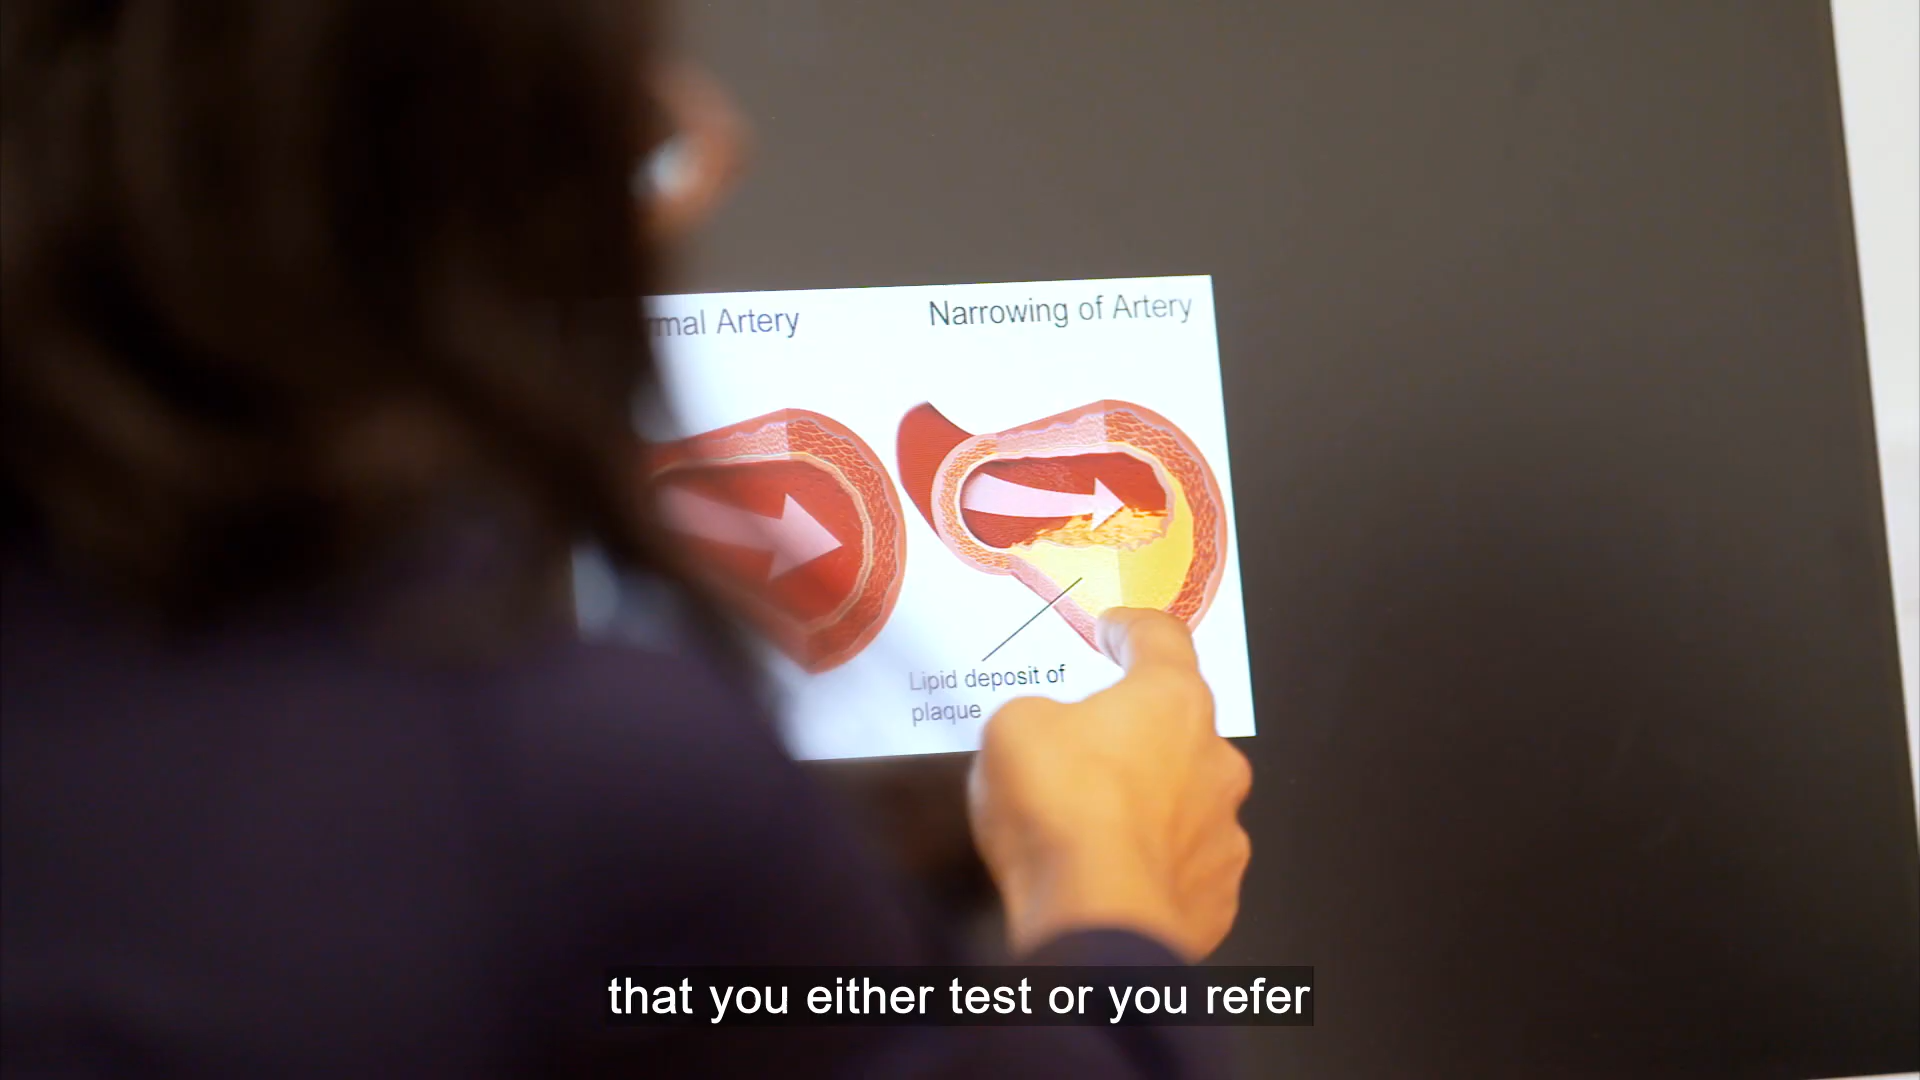 rmal Artery
Narrowing of Artery
Lipid deposit of
plaque
that you either test or you refer